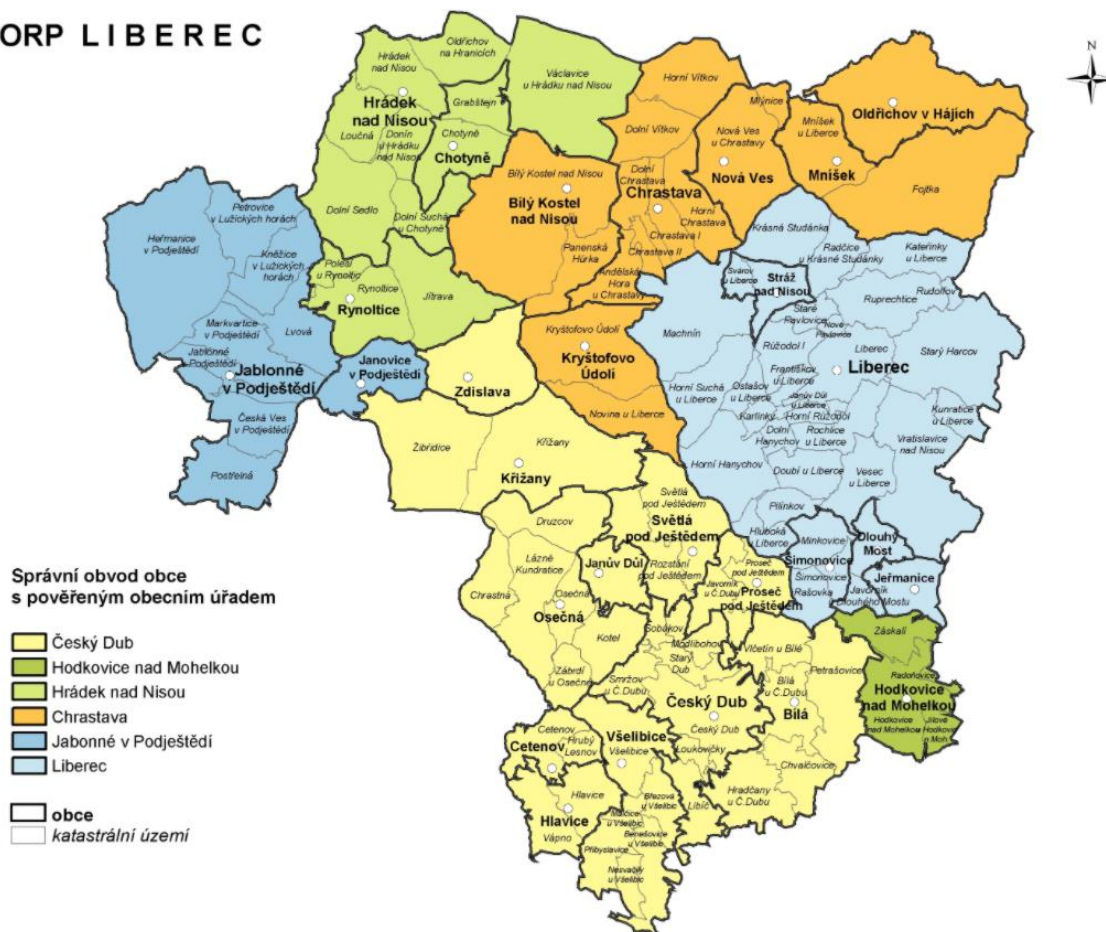 ORP LIBEREC
N
Hrádek
nad Nisou
Oldřichov
na Hranicích
Václavice
u Hrádku nad Nisou
Hrádek
nad Nisou
Grabštejn
Loučná
Donín
u Hrádku
nad Nisou
Chotyně
Chotyně
Dolní Sedlo
Dolní Suchá
u Chotyně
Horní Vítkov
Dolní Vítkov
Mlýnice
Nová Ves
u Chrastavy
Nová Ves
Mníšek
u Liberce
Mníšek
Oldřichov v Hájích
Fojtka
Bílý Kostel nad Nisou
Bílý Kostel
nad Nisou
Panenská
Hůrka
Dolní
Chrastava
Chrastava
Horní
Chrastava
Chrastava I
Chrastava II
Andělská
Hora
u Chrastavy
Petrovice
v Lužických horách
Heřmanice
v Podještědí
Kněžice
v Lužických
horách
Polesí
u Rynoltic
Rynoltice
Rynoltice
Jítrava
Markvartice
v Podještědí
Lvová
Jablonné
v Podještědí
Jablonné
v Podještědí
Janovice
v Podještědí
Česká Ves
v Podještědí
Postřelná
Krásná Studánka
Radčice
u Krásné Studánky
Kateřinky
u Liberce
Svárov
u Liberce
Stráž
nad Nisou
Rudolfov
Ruprechtice
Staré
Pavlovice
Nové
Pavlovice
Machnín
Růžodol I
Liberec
Starý Harcov
Františkov
u Liberce
Liberec
Horní Suchá
u Liberce
Ostašov
u Liberce
Janův Důl
u Liberce
Karlinky
Horní Růžodol
Kunratice
u Liberce
Dolní
Hanychov
Rochlice
u Liberce
Vratislavice
nad Nisou
Horní Hanychov
Doubí u Liberce
Vesec
u Liberce
Pilínkov
Hluboká
u Liberce
Minkovice
Dlouhý
Most
Šimonovice
Šimonovice
Rašovka
Jeřmanice
Javorník
u Dlouhého Mostu
Kryštofovo Údolí
Kryštofovo
Údolí
Novina u Liberce
Zdislava
Žibřidice
Křižany
Křižany
Světlá
pod Ještědem
Světlá
pod Ještědem
Rozstání
pod Ještědem
Druzcov
Lázně
Kundratice
Janův Důl
Chrastná
Osečná
Osečná
Kotel
Zábrdí
u Osečné
Proseč
pod Ještědem
Javorník
u Č.Dubu
Proseč
pod Ještědem
Sobákov
Modlibohov
Starý
Dub
Smržov
u Č.Dubu
Vlčetín u Bílé
Petrašovice
Bílá
u Č.Dubu
Bílá
Český Dub
Český Dub
Loukovičky
Chvalčovice
Hradčany
u Č.Dubu
Libíč
Záskalí
Radoňovice
Hodkovice
nad Mohelkou
Hodkovice
nad Mohelkou
Jílové
u Hodkovic
n.Moh.
Cetenov
Cetenov
Hrubý
Lesnov
Všelibice
Všelibice
Hlavice
Hlavice
Vápno
Březová
u Všelibic
Malčice
u Všelibic
Benešovice
u Všelibic
Přibyslavice
Nesvačily
u Všelibic
Správní obvod obce
s pověřeným obecním úřadem
Český Dub
Hodkovice nad Mohelkou
Hrádek nad Nisou
Chrastava
Jabonné v Podještědí
Liberec
obce
katastrální území